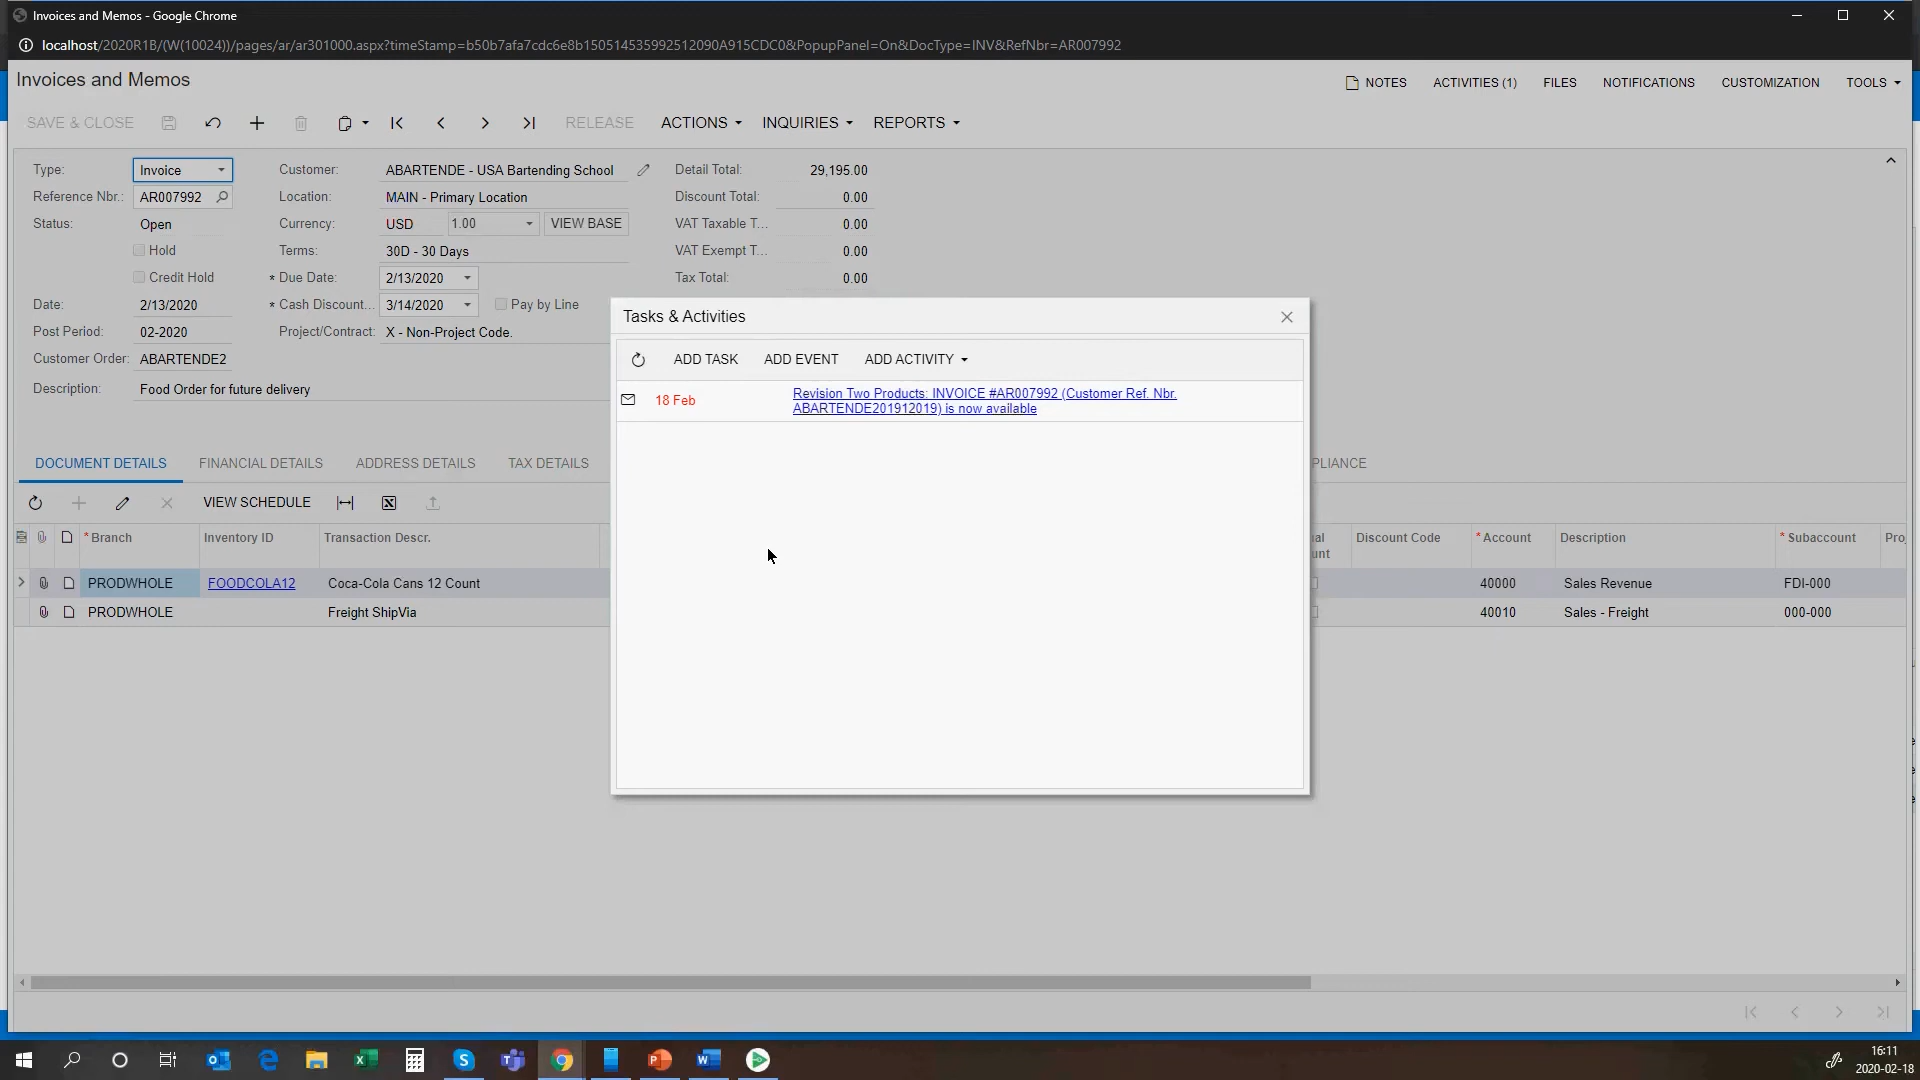 Invoices and Memos - Google Chrome
localhost/2020R1B/(W(10024))/pages/ar/ar301000.aspx?timeStamp=b50b7afa7cdc6e8b150514535992512090A915CDC0&PopupPanel=On&DocType=INV&RefNbr=AR007992
Invoices and Memos
NOTES ACTIVITIES (1) FILES NOTIFICATIONS CUSTOMIZATION TOOLS
SAVE & CLOSE RELEASE ACTIONS INQUIRIES REPORTS
Type: Invoice Customer: ABARTENDE - USA Bartending School Detail Total: 29,195.00
Reference Nbr.: AR007992 Location: MAIN - Primary Location Discount Total: 0.00
Status: Open Currency: USD 1.00 VIEW BASE VAT Taxable T... 0.00
Hold Terms: 30D - 30 Days VAT Exempt T... 0.00
Credit Hold * Due Date: 2/13/2020 Tax Total: 0.00
Date: 2/13/2020 * Cash Discount... 3/14/2020 Pay by Line
Post Period: 02-2020 Project/Contract: X - Non-Project Code.
Customer Order: ABARTENDE2
Description: Food Order for future delivery
Tasks & Activities
ADD TASK ADD EVENT ADD ACTIVITY
18 Feb Revision Two Products: INVOICE #AR007992 (Customer Ref. Nbr.
ABARTENDE201912019) is now available
DOCUMENT DETAILS FINANCIAL DETAILS ADDRESS DETAILS TAX DETAILS PLIANCE
VIEW SCHEDULE
* Branch Inventory ID Transaction Descr. al Discount Code * Account Description * Subaccount Proj
unt
PRODWHOLE FOODCOLA12 Coca-Cola Cans 12 Count 40000 Sales Revenue FDI-000
PRODWHOLE Freight ShipVia 40010 Sales - Freight 000-000
16:11
2020-02-18